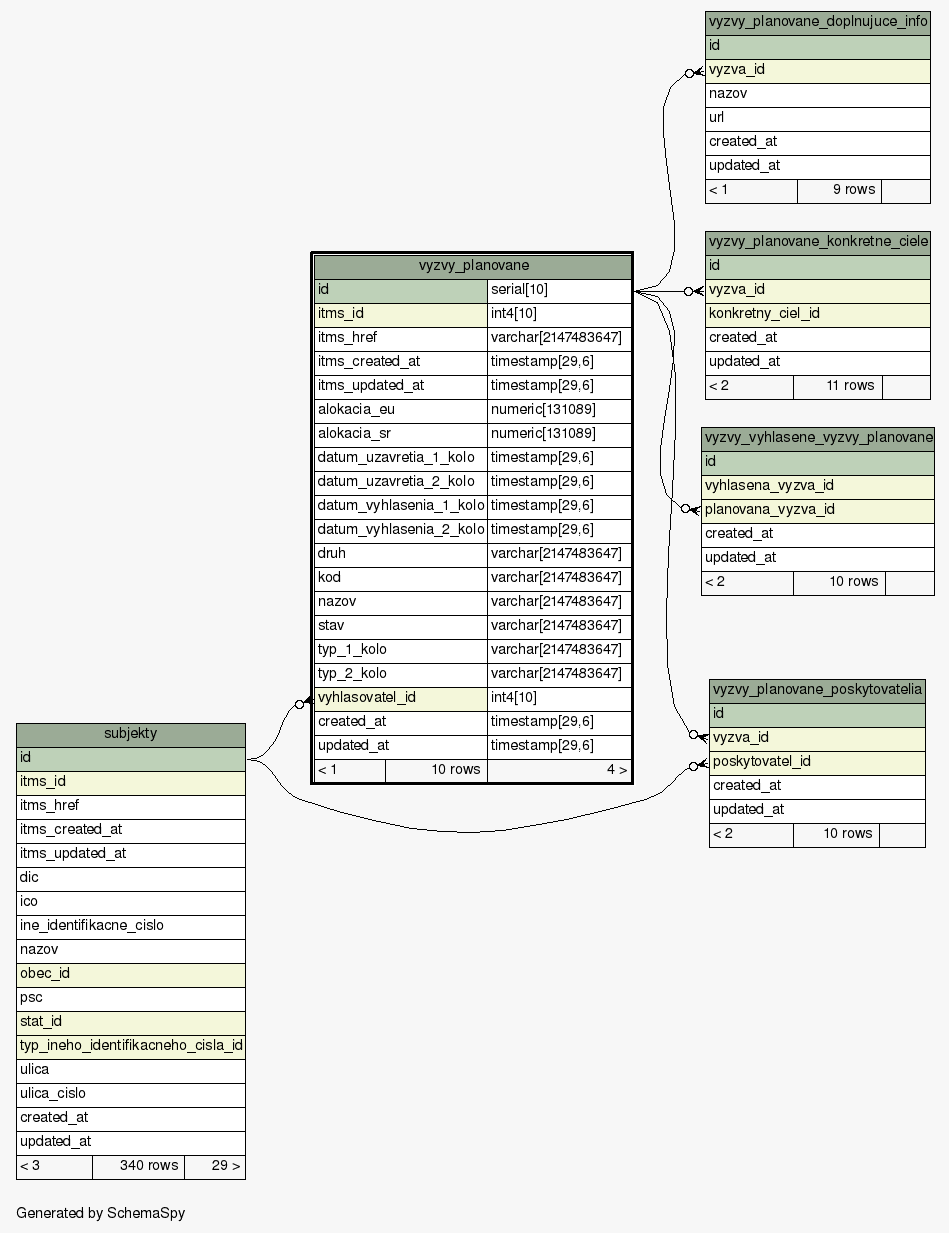 vyzvy_planovane_doplnujuce_info
id
vyzva_id
nazov
url
created_at
updated_at
< 1 9 rows
vyzvy_planovane_konkretne_ciele
id
vyzva_id
konkretny_ciel_id
created_at
updated_at
< 2 11 rows
vyzvy_planovane
id serial[10]
itms_id int4[10]
itms_href varchar[2147483647]
itms_created_at timestamp[29,6]
itms_updated_at timestamp[29,6]
alokacia_eu numeric[131089]
alokacia_sr numeric[131089]
datum_uzavretia_1_kolo timestamp[29,6]
datum_uzavretia_2_kolo timestamp[29,6]
datum_vyhlasenia_1_kolo timestamp[29,6]
datum_vyhlasenia_2_kolo timestamp[29,6]
druh varchar[2147483647]
kod varchar[2147483647]
nazov varchar[2147483647]
stav varchar[2147483647]
typ_1_kolo varchar[2147483647]
typ_2_kolo varchar[2147483647]
vyhlasovatel_id int4[10]
created_at timestamp[29,6]
updated_at timestamp[29,6]
< 1 10 rows 4 >
vyzvy_vyhlasene_vyzvy_planovane
id
vyhlasena_vyzva_id
planovana_vyzva_id
created_at
updated_at
< 2 10 rows
vyzvy_planovane_poskytovatelia
id
vyzva_id
poskytovatel_id
created_at
updated_at
< 2 10 rows
subjekty
id
itms_id
itms_href
itms_created_at
itms_updated_at
dic
ico
ine_identifikacne_cislo
nazov
obec_id
psc
stat_id
typ_ineho_identifikacneho_cisla_id
ulica
ulica_cislo
created_at
updated_at
< 3 340 rows 29 >
Generated by SchemaSpy